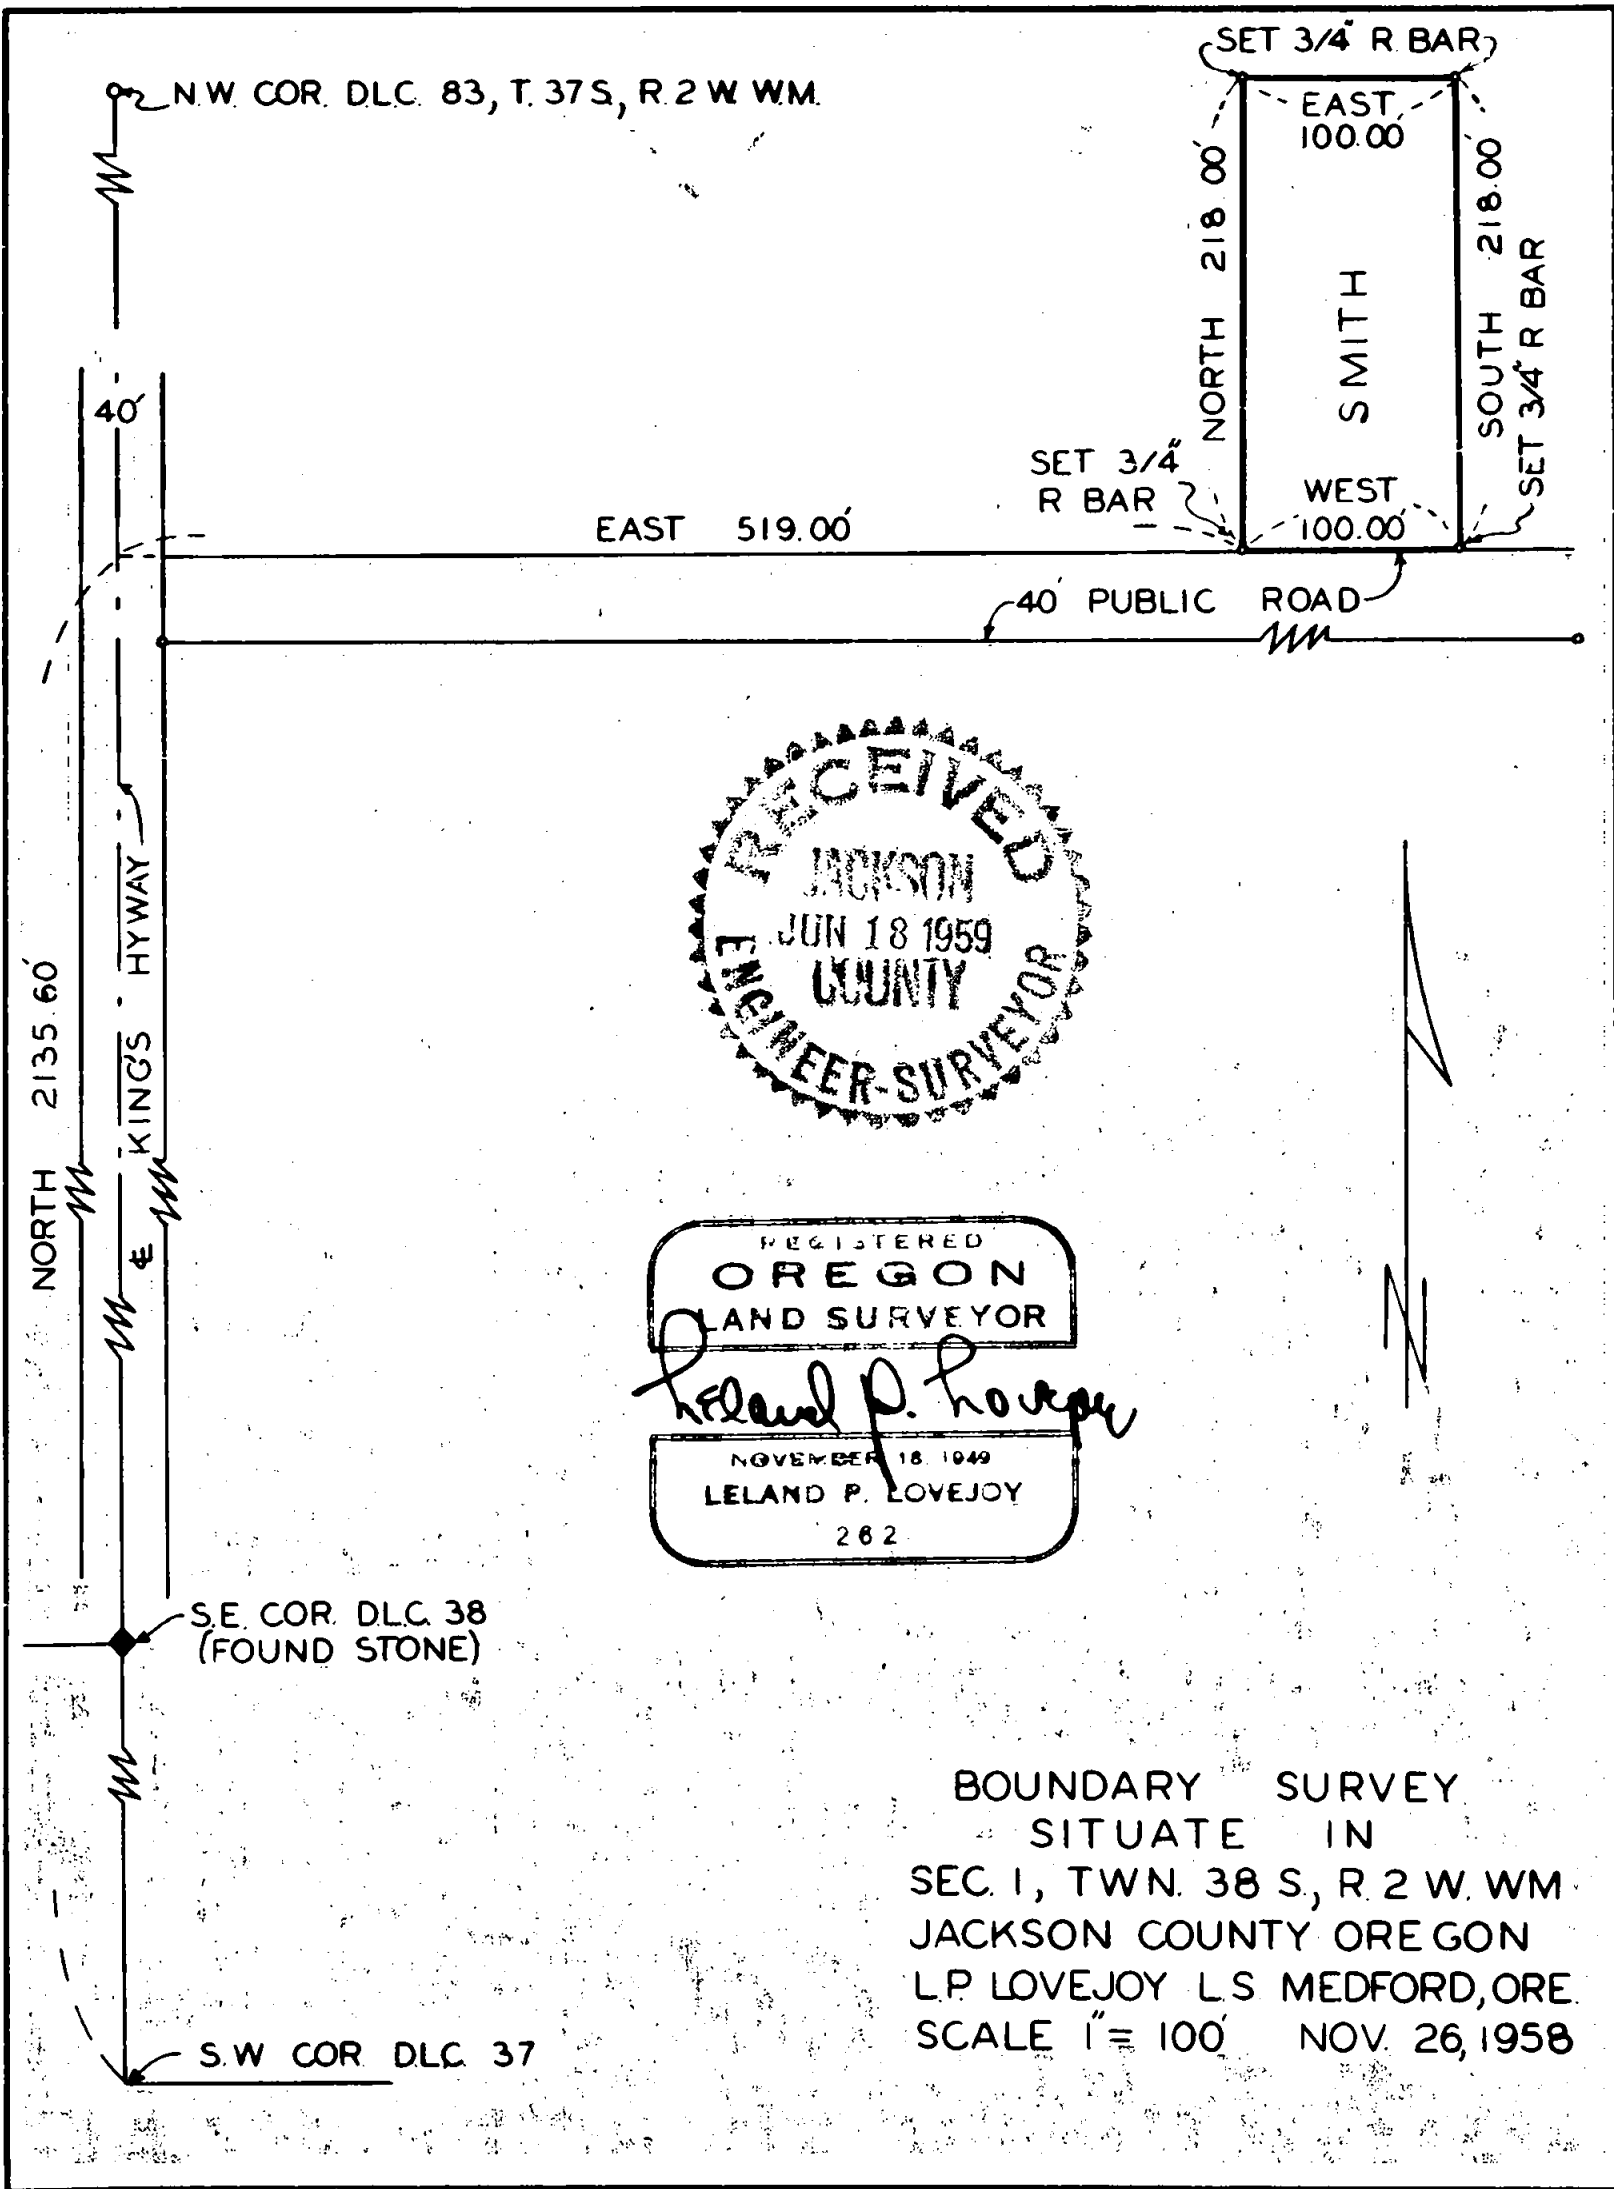 SET 3/4" R. BAR
N.W. COR. D.L.C. 83, T. 37 S., R. 2 W. W.M.
EAST
100.00'
NORTH 218.00'
SMITH
SOUTH 218.00'
SET 3/4" R BAR
40'
SET 3/4"
R BAR
WEST
100.00'
EAST 519.00'
40' PUBLIC ROAD
NORTH 2135.60'
℄ KING'S HYWAY
RECEIVED
JACKSON
JUN 18 1959
COUNTY
ENGINEER-SURVEYOR
N
REGISTERED
OREGON
LAND SURVEYOR
Leland P. Lovejoy
NOVEMBER 18 1949
LELAND P. LOVEJOY
262
S.E. COR. D.L.C. 38
(FOUND STONE)
BOUNDARY SURVEY
SITUATE IN
SEC. 1, TWN. 38 S., R. 2 W. WM
JACKSON COUNTY OREGON
L.P. LOVEJOY L.S MEDFORD, ORE.
SCALE 1" = 100' NOV. 26, 1958
S.W COR D.L.C. 37